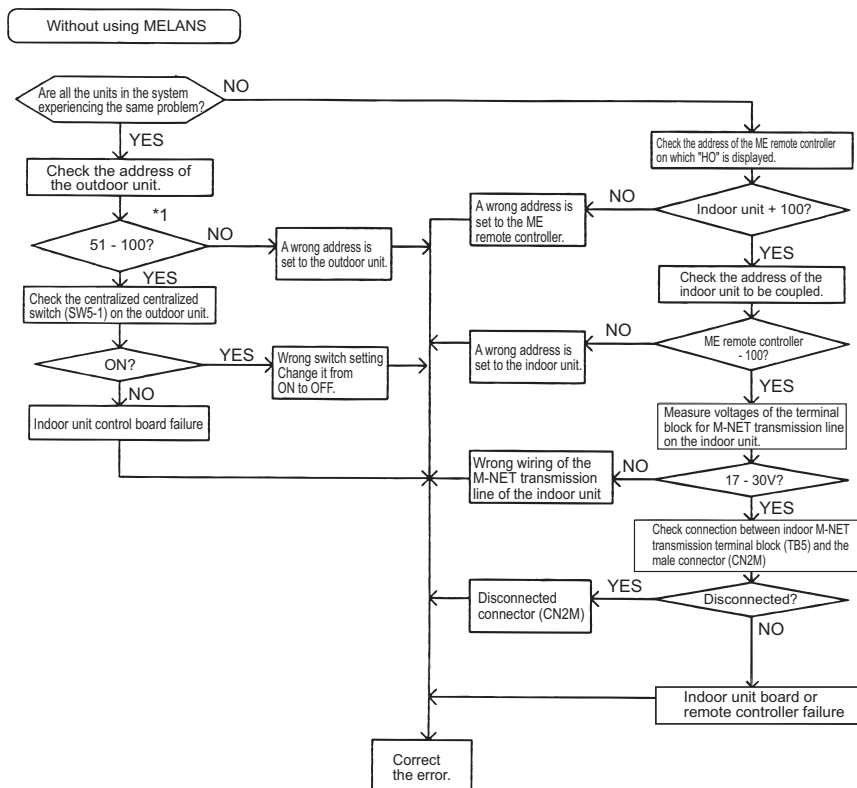 Without using MELANS
Are all the units in the system
experiencing the same problem?
NO
YES
Check the address of
the outdoor unit.
*1
51 - 100?
NO
A wrong address is
set to the outdoor unit.
YES
Check the centralized centralized
switch (SW5-1) on the outdoor unit.
ON?
YES
Wrong switch setting
Change it from
ON to OFF.
NO
Indoor unit control board failure
Check the address of the ME remote controller
on which "HO" is displayed.
Indoor unit + 100?
NO
A wrong address is
set to the ME
remote controller.
YES
Check the address of the
indoor unit to be coupled.
ME remote controller
- 100?
NO
A wrong address is
set to the indoor unit.
YES
Measure voltages of the terminal
block for M-NET transmission line
on the indoor unit.
17 - 30V?
NO
Wrong wiring of the
M-NET transmission
line of the indoor unit
YES
Check connection between indoor M-NET
transmission terminal block (TB5) and the
male connector (CN2M)
Disconnected?
YES
Disconnected
connector (CN2M)
NO
Indoor unit board or
remote controller failure
Correct
the error.